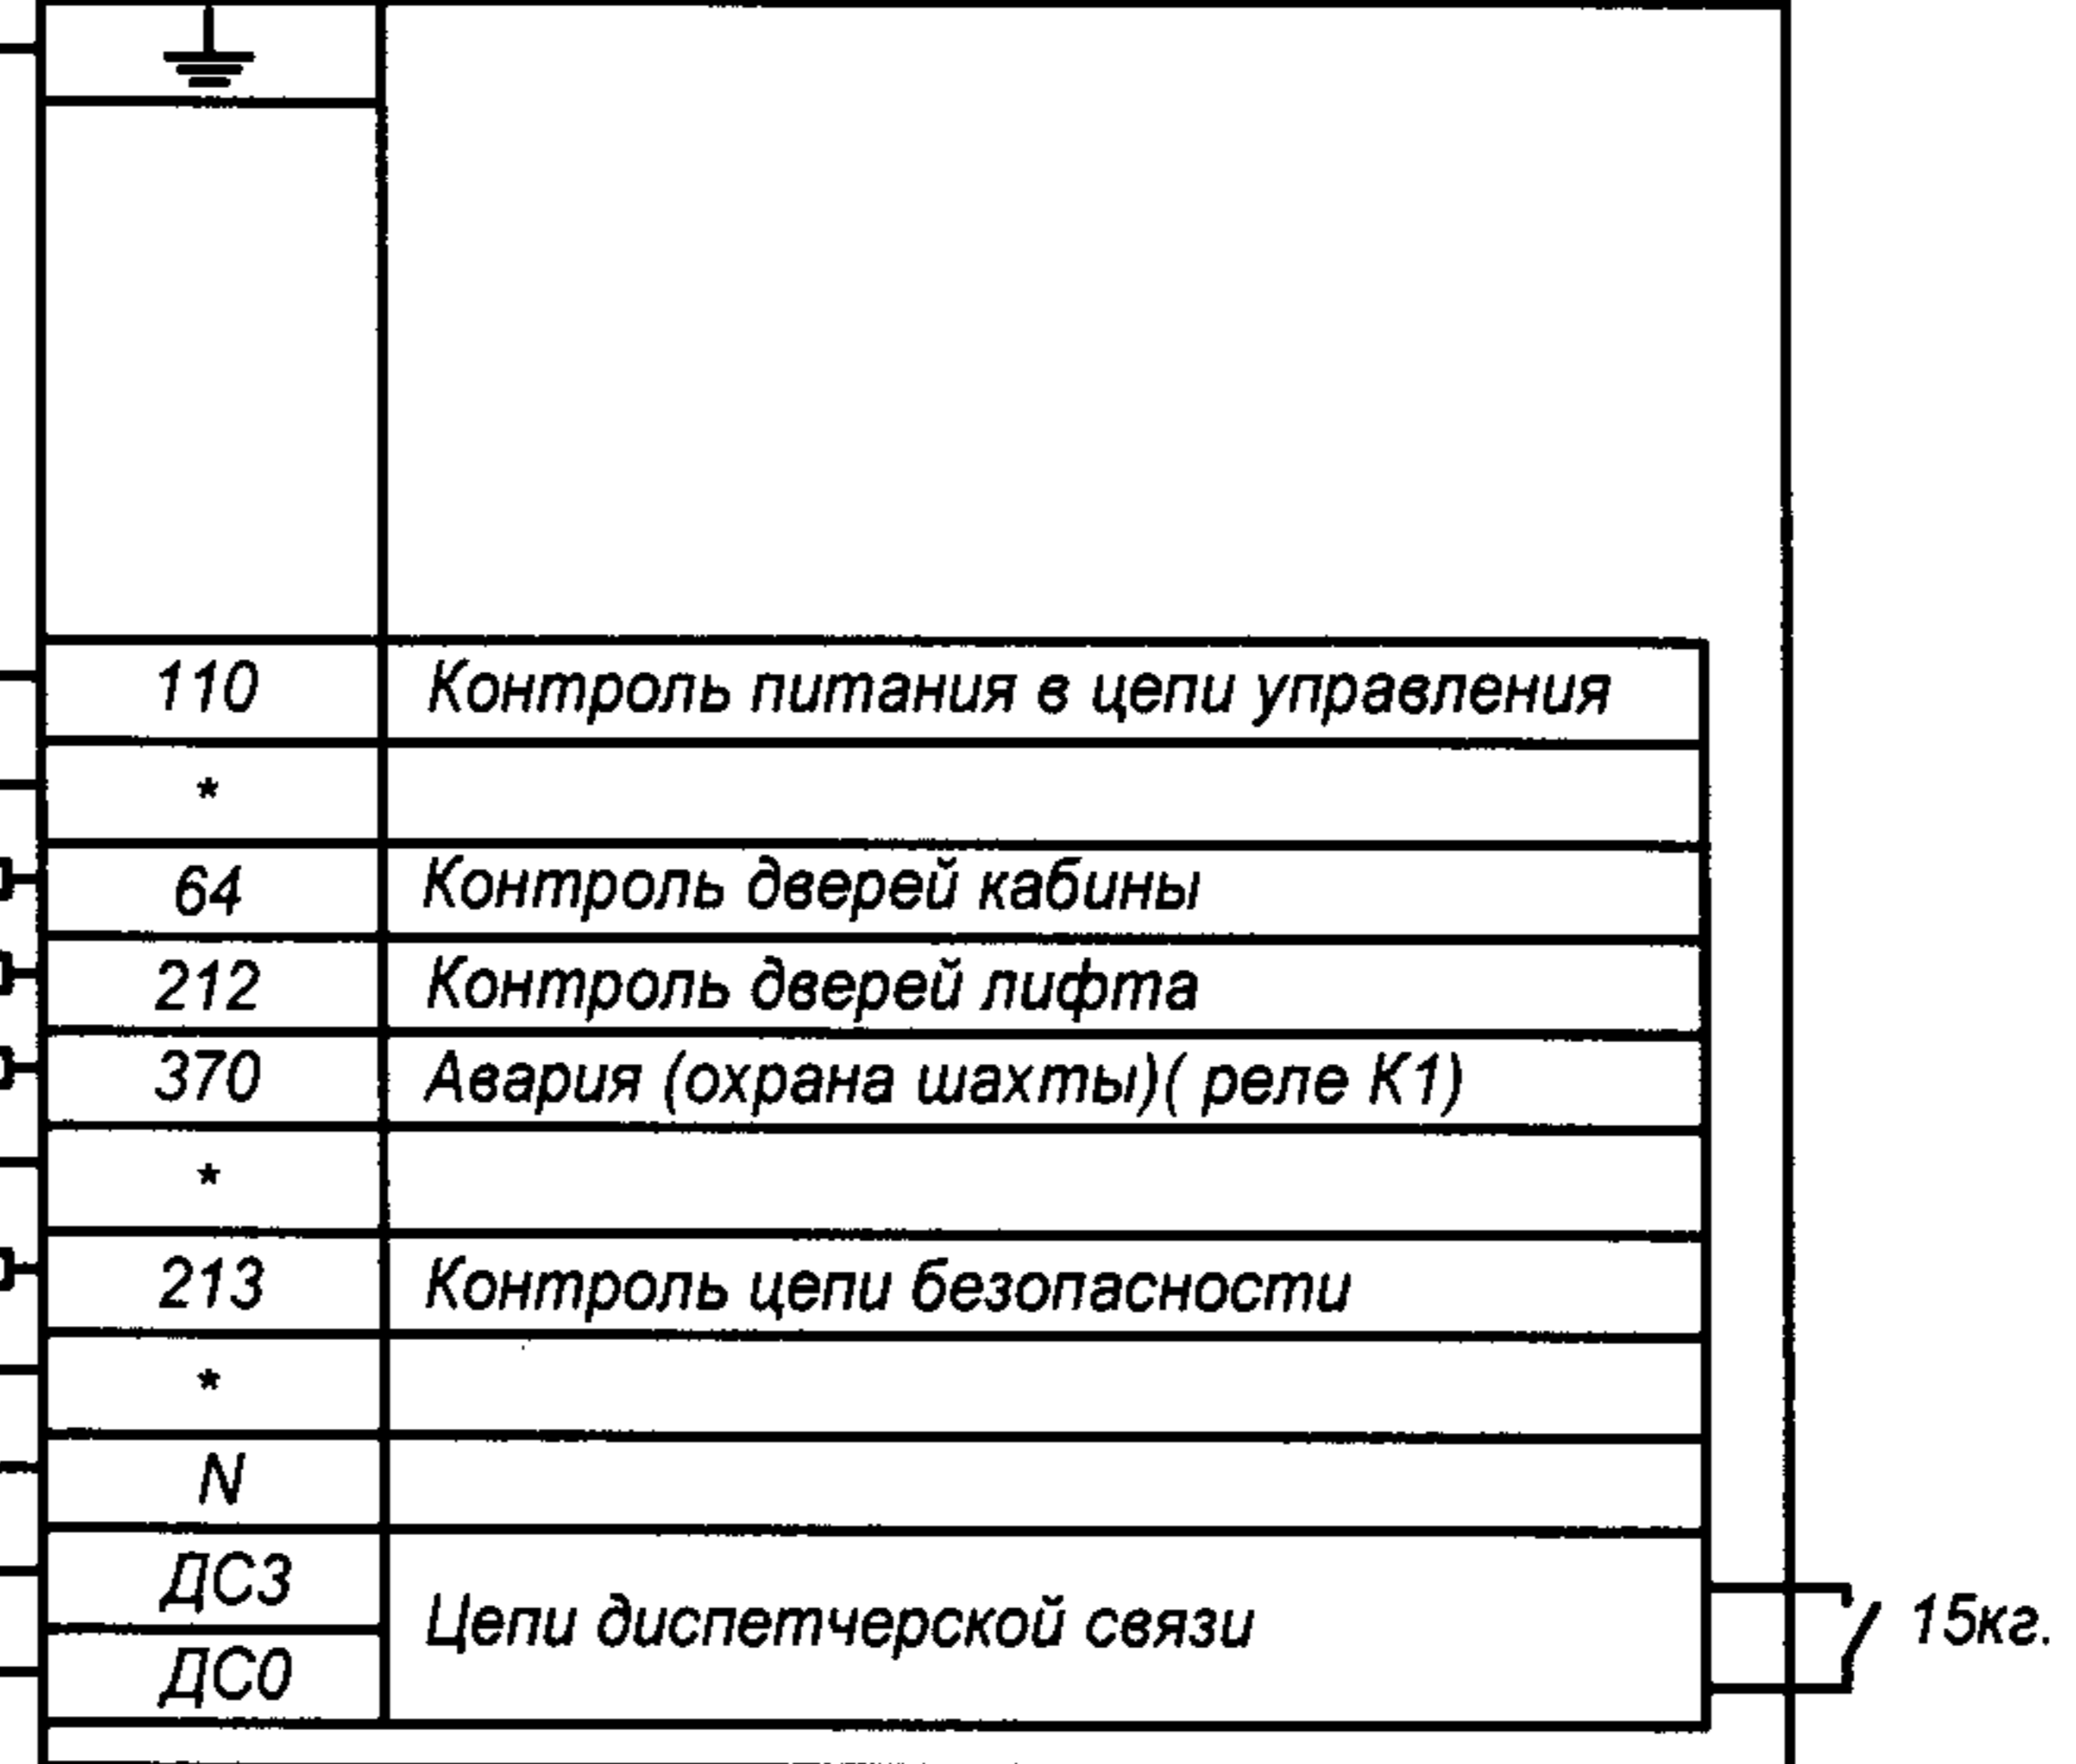 110 Контроль питания в цепи управления
*
64 Контроль дверей кабины
212 Контроль дверей лифта
370 Авария (охрана шахты)( реле К1)
*
213 Контроль цепи безопасности
*
N
ДС3
Цепи диспетчерской связи
15кг.
ДС0